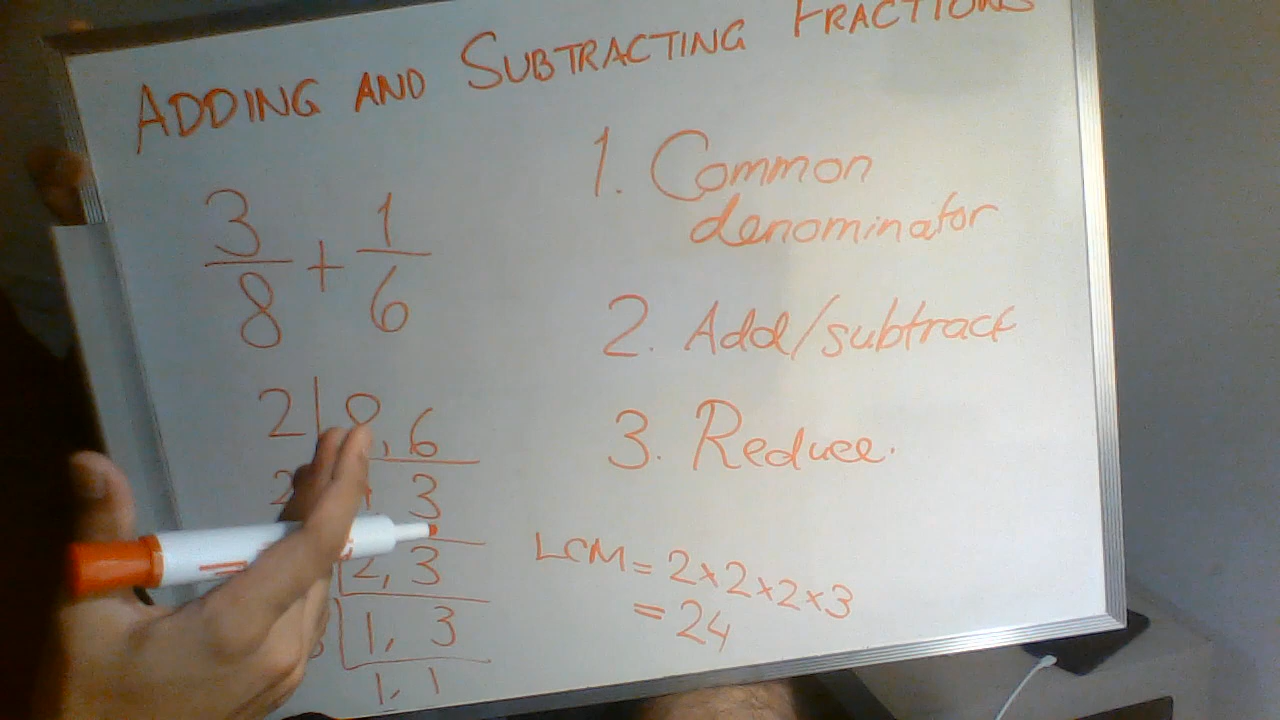 ADDING AND SUBTRACTING FRACTIONS
3/8 + 1/6
1. Common
denominator
2. Add/subtract
3. Reduce.
2 | 8, 6
2 3
2, 3
1, 3
1, 1
LCM = 2×2×2×3
= 24